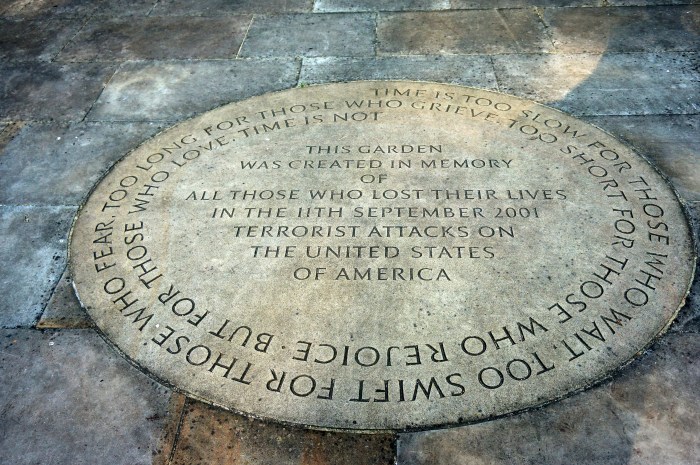 TIME IS TOO SLOW FOR THOSE WHO WAIT, TOO SWIFT FOR THOSE WHO FEAR, TOO LONG FOR THOSE WHO GRIEVE, TOO SHORT FOR THOSE WHO REJOICE, BUT FOR THOSE WHO LOVE, TIME IS NOT
THIS GARDEN
WAS CREATED IN MEMORY
OF
ALL THOSE WHO LOST THEIR LIVES
IN THE 11TH SEPTEMBER 2001
TERRORIST ATTACKS ON
THE UNITED STATES
OF AMERICA